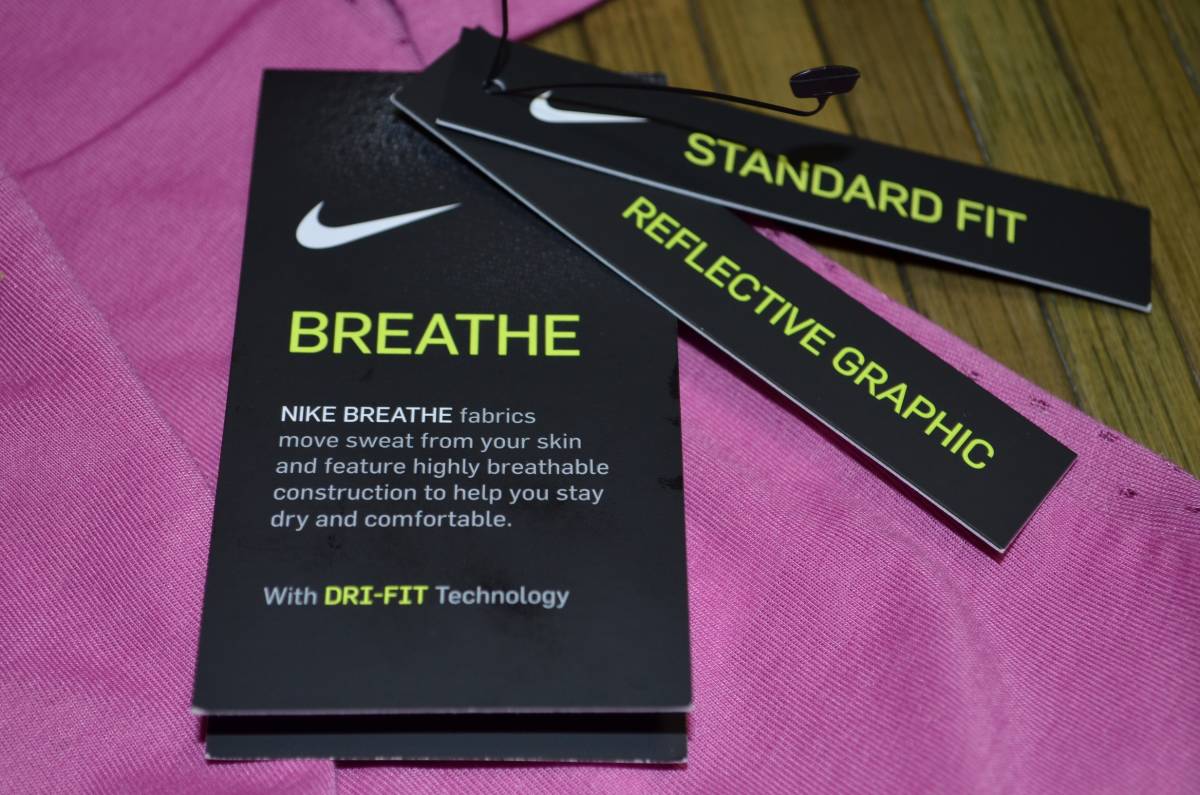 STANDARD FIT
REFLECTIVE GRAPHIC
BREATHE
NIKE BREATHE fabrics
move sweat from your skin
and feature highly breathable
construction to help you stay
dry and comfortable.
With DRI-FIT Technology